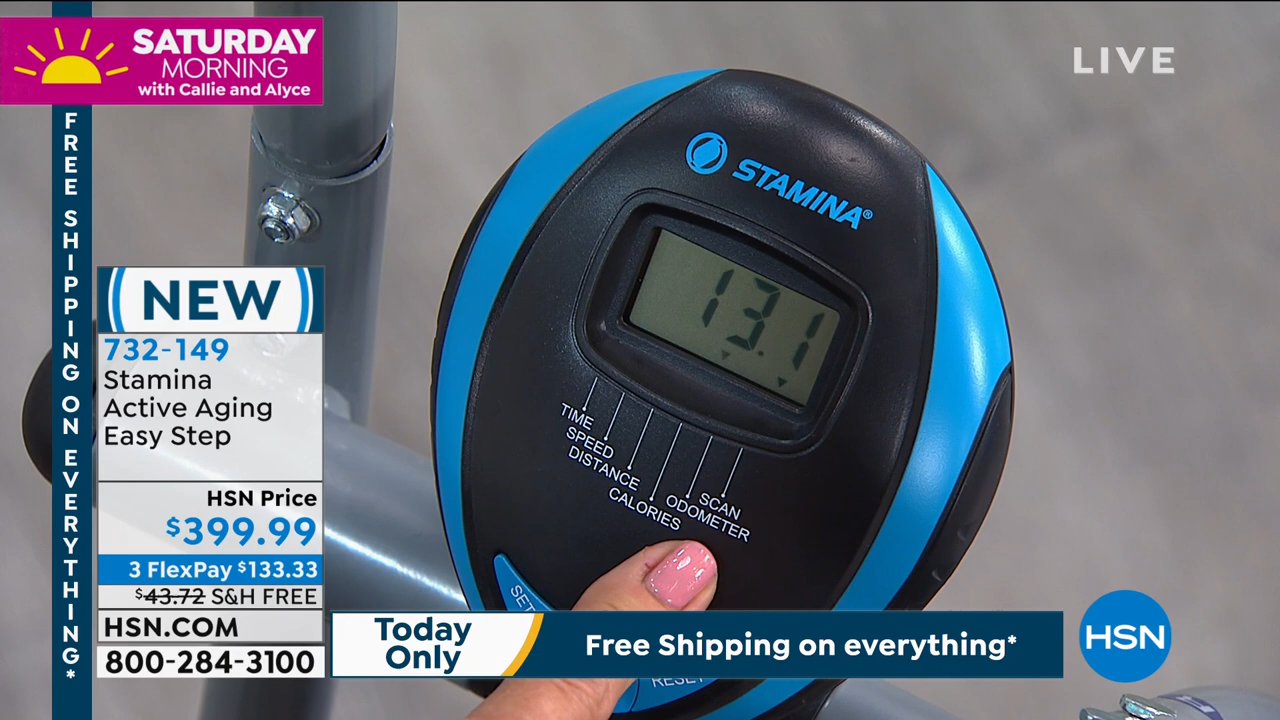 SATURDAY
MORNING
with Callie and Alyce
LIVE
FREE SHIPPING ON EVERYTHING*
NEW
732-149
Stamina
Active Aging
Easy Step
HSN Price
$399.99
3 FlexPay $133.33
$43.72 S&H FREE
HSN.COM
800-284-3100
STAMINA®
13.1
TIME
SPEED
DISTANCE
CALORIES
ODOMETER
SCAN
SET
RESET
Today
Only
Free Shipping on everything*
HSN